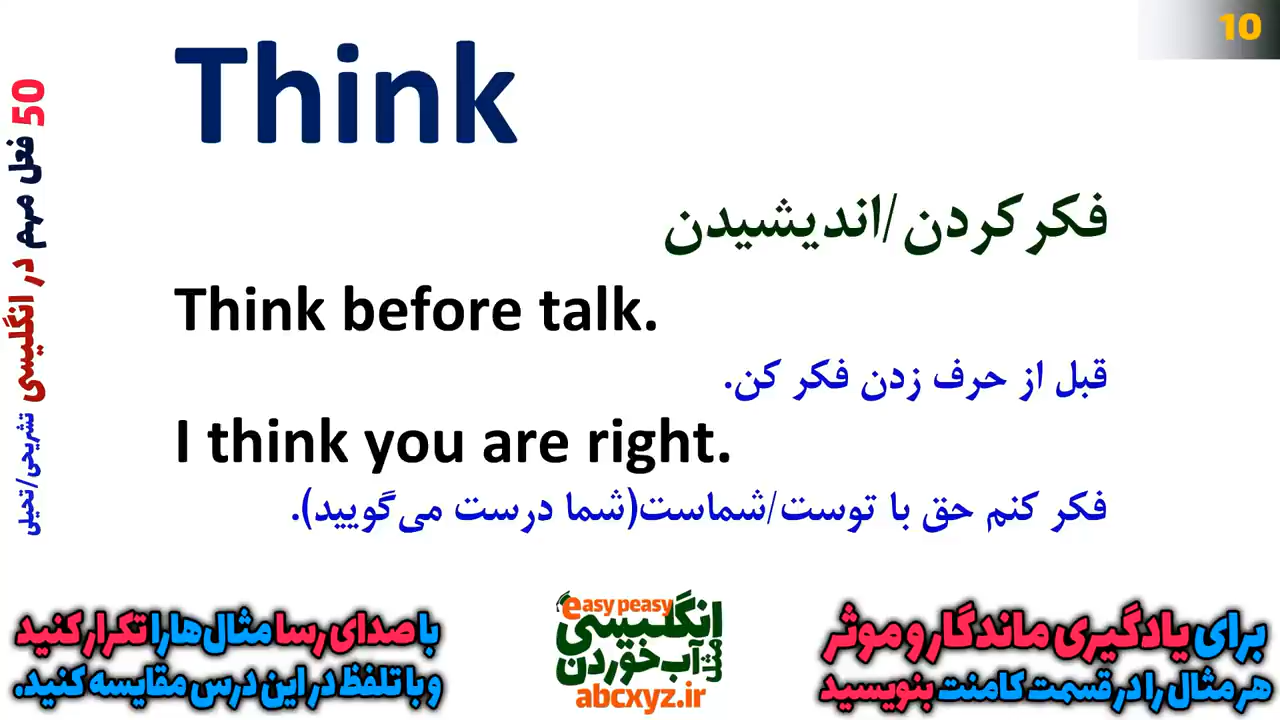 10
Think
فکر کردن/اندیشیدن
Think before talk.
قبل از حرف زدن فکر کن.
I think you are right.
فکر کنم حق با توست/شماست(شما درست می‌گویید).
50 فعل مهم در انگلیسی تشریحی/تحیلی
برای یادگیری ماندگار و موثر
هر مثال را در قسمت کامنت بنویسید
easy peasy
انگلیسی
مثل آب خوردن
abcxyz.ir
با صدای رسا مثال‌ها را تکرار کنید
و با تلفظ در این درس مقایسه کنید.